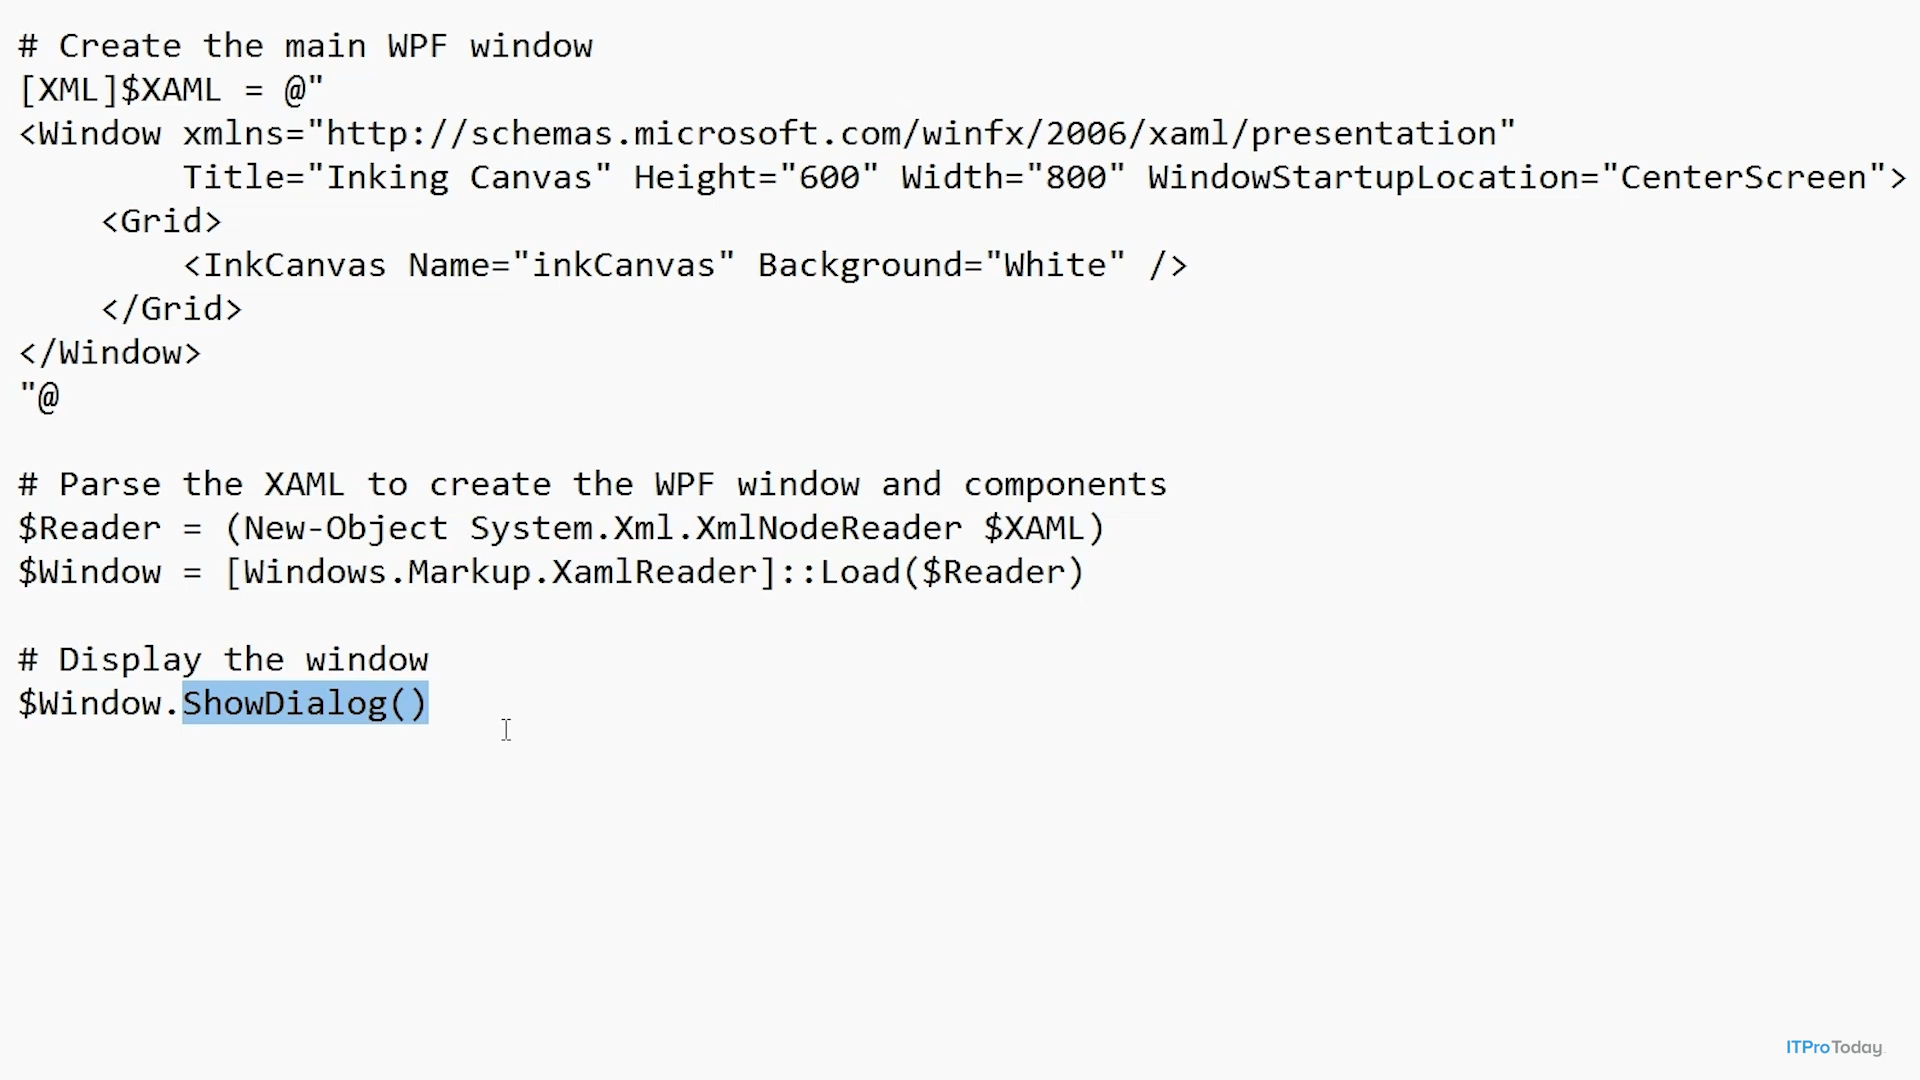 # Create the main WPF window
[XML]$XAML = @"
<Window xmlns="http://schemas.microsoft.com/winfx/2006/xaml/presentation"
        Title="Inking Canvas" Height="600" Width="800" WindowStartupLocation="CenterScreen">
    <Grid>
        <InkCanvas Name="inkCanvas" Background="White" />
    </Grid>
</Window>
"@
# Parse the XAML to create the WPF window and components
$Reader = (New-Object System.Xml.XmlNodeReader $XAML)
$Window = [Windows.Markup.XamlReader]::Load($Reader)
# Display the window
$Window.ShowDialog()
ITProToday